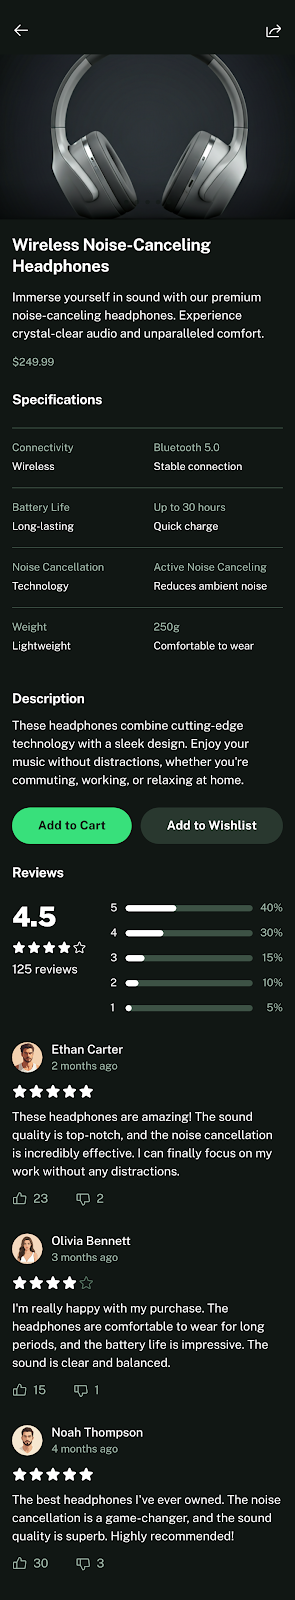 Wireless Noise-Canceling
Headphones
Immerse yourself in sound with our premium
noise-canceling headphones. Experience
crystal-clear audio and unparalleled comfort.
$249.99
Specifications
Connectivity Bluetooth 5.0
Wireless Stable connection
Battery Life Up to 30 hours
Long-lasting Quick charge
Noise Cancellation Active Noise Canceling
Technology Reduces ambient noise
Weight 250g
Lightweight Comfortable to wear
Description
These headphones combine cutting-edge
technology with a sleek design. Enjoy your
music without distractions, whether you're
commuting, working, or relaxing at home.
Add to Cart Add to Wishlist
Reviews
4.5
125 reviews
5 40%
4 30%
3 15%
2 10%
1 5%
Ethan Carter
2 months ago
These headphones are amazing! The sound
quality is top-notch, and the noise cancellation
is incredibly effective. I can finally focus on my
work without any distractions.
23 2
Olivia Bennett
3 months ago
I'm really happy with my purchase. The
headphones are comfortable to wear for long
periods, and the battery life is impressive. The
sound is clear and balanced.
15 1
Noah Thompson
4 months ago
The best headphones I've ever owned. The noise
cancellation is a game-changer, and the sound
quality is superb. Highly recommended!
30 3